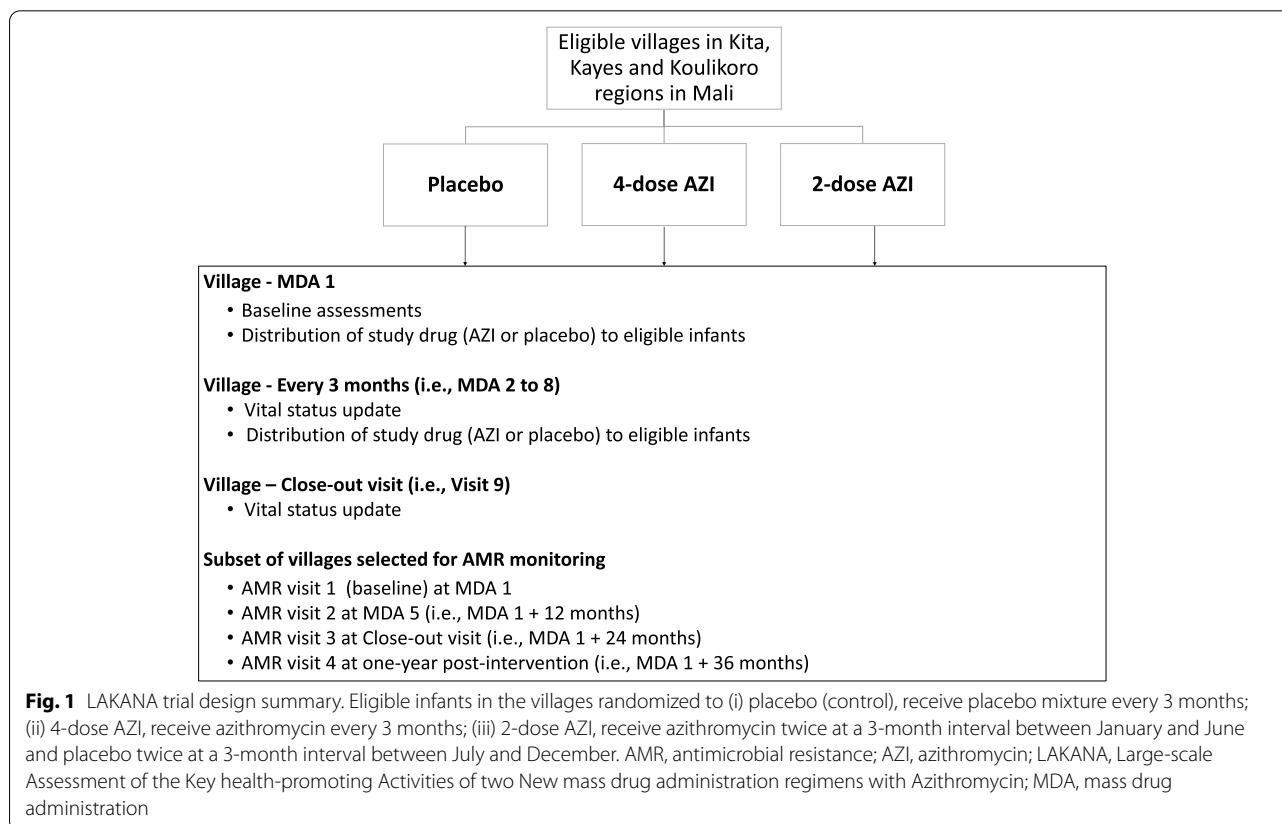 Eligible villages in Kita,
Kayes and Koulikoro
regions in Mali
Placebo
4-dose AZI
2-dose AZI
Village - MDA 1
• Baseline assessments
• Distribution of study drug (AZI or placebo) to eligible infants
Village - Every 3 months (i.e., MDA 2 to 8)
• Vital status update
• Distribution of study drug (AZI or placebo) to eligible infants
Village – Close-out visit (i.e., Visit 9)
• Vital status update
Subset of villages selected for AMR monitoring
• AMR visit 1 (baseline) at MDA 1
• AMR visit 2 at MDA 5 (i.e., MDA 1 + 12 months)
• AMR visit 3 at Close-out visit (i.e., MDA 1 + 24 months)
• AMR visit 4 at one-year post-intervention (i.e., MDA 1 + 36 months)
Fig. 1 LAKANA trial design summary. Eligible infants in the villages randomized to (i) placebo (control), receive placebo mixture every 3 months;
(ii) 4-dose AZI, receive azithromycin every 3 months; (iii) 2-dose AZI, receive azithromycin twice at a 3-month interval between January and June
and placebo twice at a 3-month interval between July and December. AMR, antimicrobial resistance; AZI, azithromycin; LAKANA, Large-scale
Assessment of the Key health-promoting Activities of two New mass drug administration regimens with Azithromycin; MDA, mass drug
administration